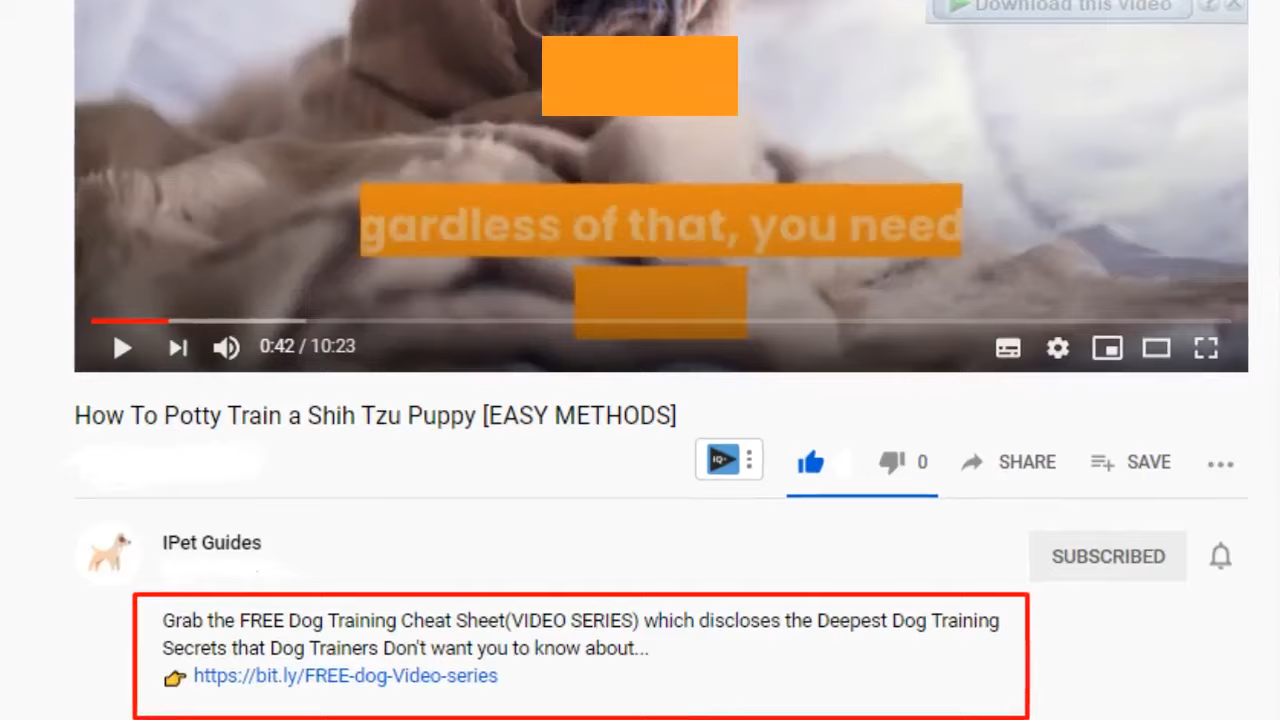 Download this video
gardless of that, you need
0:42 / 10:23
How To Potty Train a Shih Tzu Puppy [EASY METHODS]
IQ
0
SHARE
SAVE
IPet Guides
SUBSCRIBED
Grab the FREE Dog Training Cheat Sheet(VIDEO SERIES) which discloses the Deepest Dog Training
Secrets that Dog Trainers Don't want you to know about...
https://bit.ly/FREE-dog-Video-series